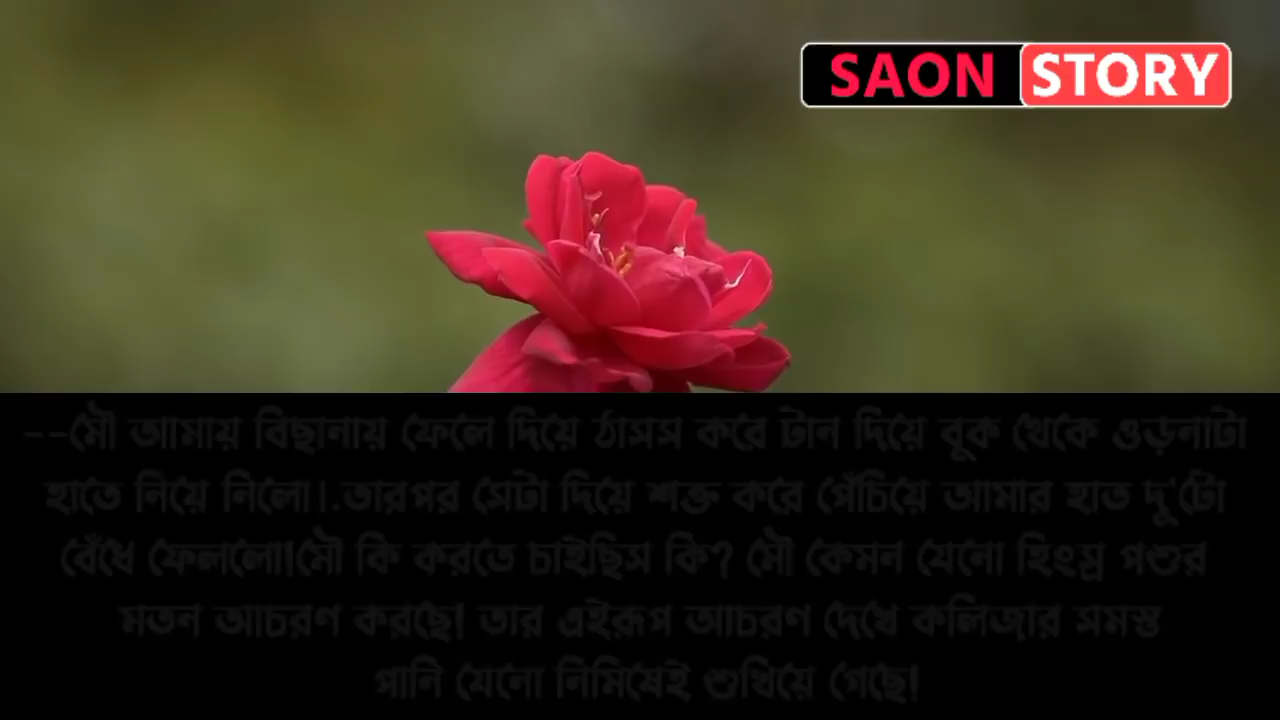 SAON STORY
--মৌ আমায় বিছানায় ফেলে দিয়ে ঠাসস করে টান দিয়ে বুক থেকে ওড়নাটা
হাতে নিয়ে নিলো।.তারপর সেটা দিয়ে শক্ত করে পেঁচিয়ে আমার হাত দু'টো
বেঁধে ফেললো।মৌ কি করতে চাইছিস কি? মৌ কেমন যেনো হিংস্র পশুর
মতন আচরণ করছে! তার এইরূপ আচরণ দেখে কলিজার সমস্ত
পানি যেনো নিমিষেই শুখিয়ে গেছে!